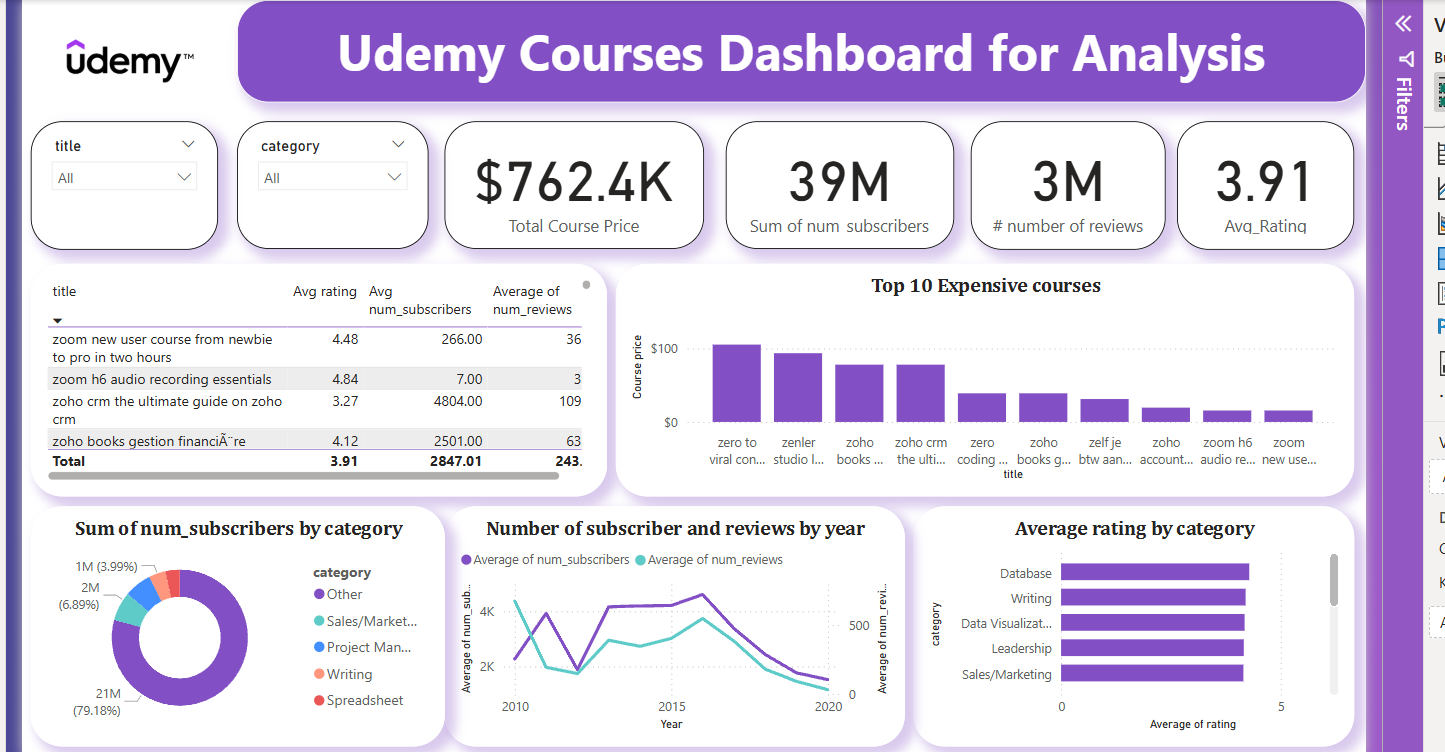 udemy™
Udemy Courses Dashboard for Analysis
Filters
title
All
category
All
$762.4K
Total Course Price
39M
Sum of num subscribers
3M
# number of reviews
3.91
Avg_Rating
title
Avg rating
Avg
num_subscribers
Average of
num_reviews
zoom new user course from newbie
to pro in two hours
4.48
266.00
36
zoom h6 audio recording essentials
4.84
7.00
3
zoho crm the ultimate guide on zoho
crm
3.27
4804.00
109
zoho books gestion financiÃ¨re
4.12
2501.00
63
Total
3.91
2847.01
243.
Top 10 Expensive courses
Course price
$100
$0
zero to
viral con...
zenler
studio l...
zoho
books ...
zoho crm
the ulti...
zero
coding ...
zoho
books g...
zelf je
btw aan...
zoho
account...
zoom h6
audio re...
zoom
new use...
title
Sum of num_subscribers by category
1M (3.99%)
2M
(6.89%)
21M
(79.18%)
category
Other
Sales/Market...
Project Man...
Writing
Spreadsheet
Number of subscriber and reviews by year
Average of num_subscribers
Average of num_reviews
Average of num_sub...
4K
2K
500
0
Average of num_revi...
2010
2015
2020
Year
Average rating by category
category
Database
Writing
Data Visualizat...
Leadership
Sales/Marketing
0
5
Average of rating